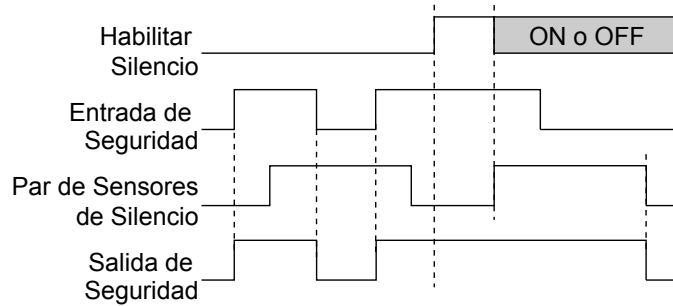 Habilitar
Silencio
ON o OFF
Entrada de
Seguridad
Par de Sensores
de Silencio
Salida de
Seguridad